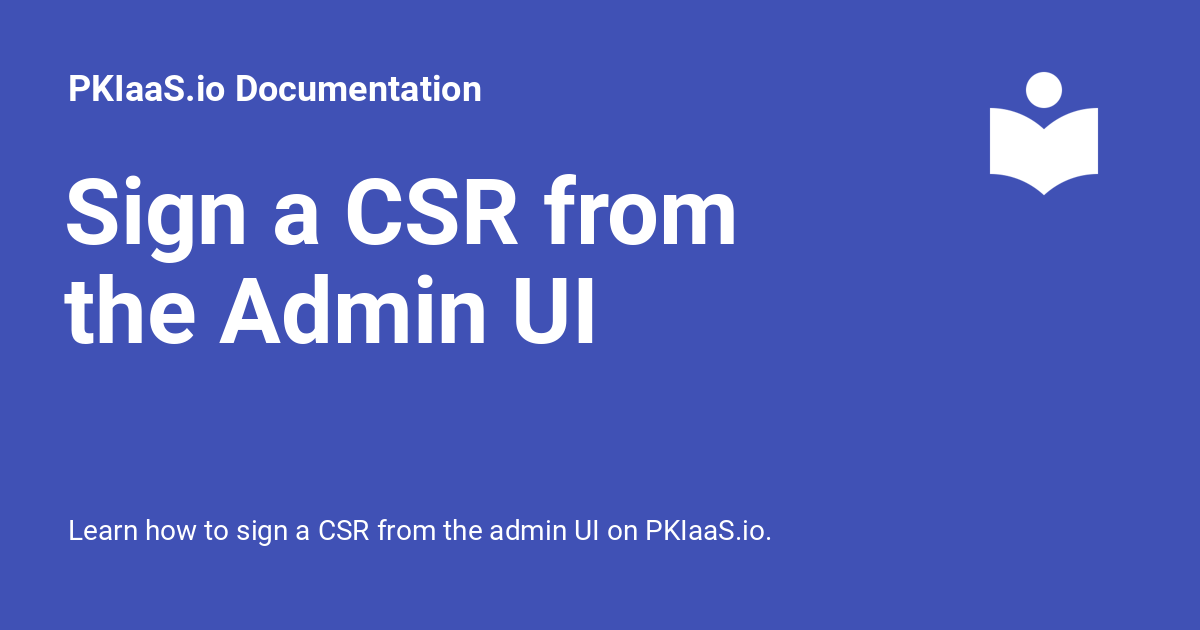 PKIaaS.io Documentation
Sign a CSR from
the Admin UI
Learn how to sign a CSR from the admin UI on PKIaaS.io.